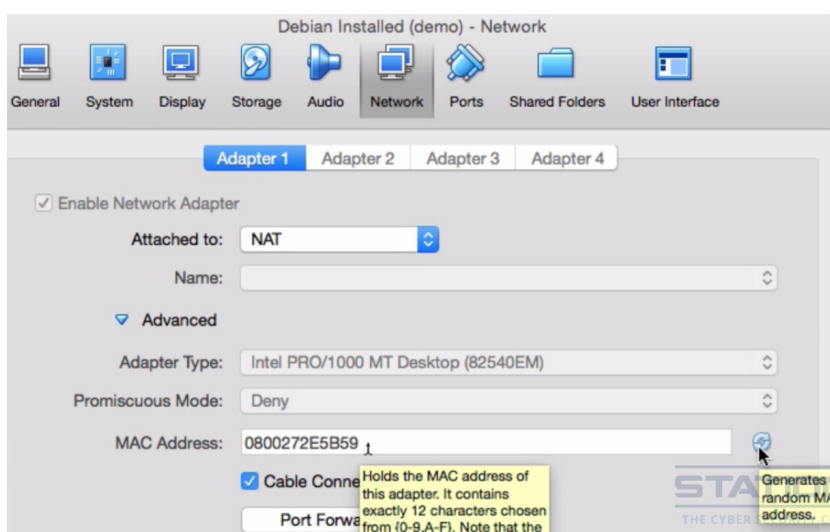 Debian Installed (demo) - Network
General System Display Storage Audio Network Ports Shared Folders User Interface
Adapter 1 Adapter 2 Adapter 3 Adapter 4
Enable Network Adapter
Attached to: NAT
Name:
Advanced
Adapter Type: Intel PRO/1000 MT Desktop (82540EM)
Promiscuous Mode: Deny
MAC Address: 0800272E5B59
Cable Conne
Port Forwa
Holds the MAC address of
this adapter. It contains
exactly 12 characters chosen
from {0-9,A-F}. Note that the
Generates
random MA
address.
STATIO
THE CYBER